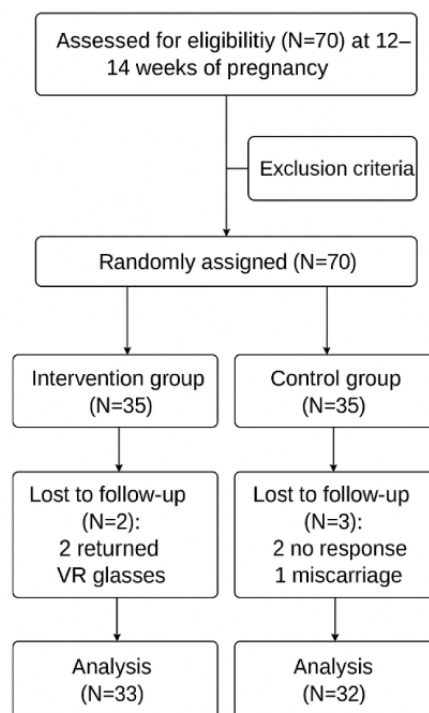 Assessed for eligibilitiy (N=70) at 12–
14 weeks of pregnancy
Exclusion criteria
Randomly assigned (N=70)
Intervention group
(N=35)
Control group
(N=35)
Lost to follow-up
(N=2):
2 returned
VR glasses
Lost to follow-up
(N=3):
2 no response
1 miscarriage
Analysis
(N=33)
Analysis
(N=32)